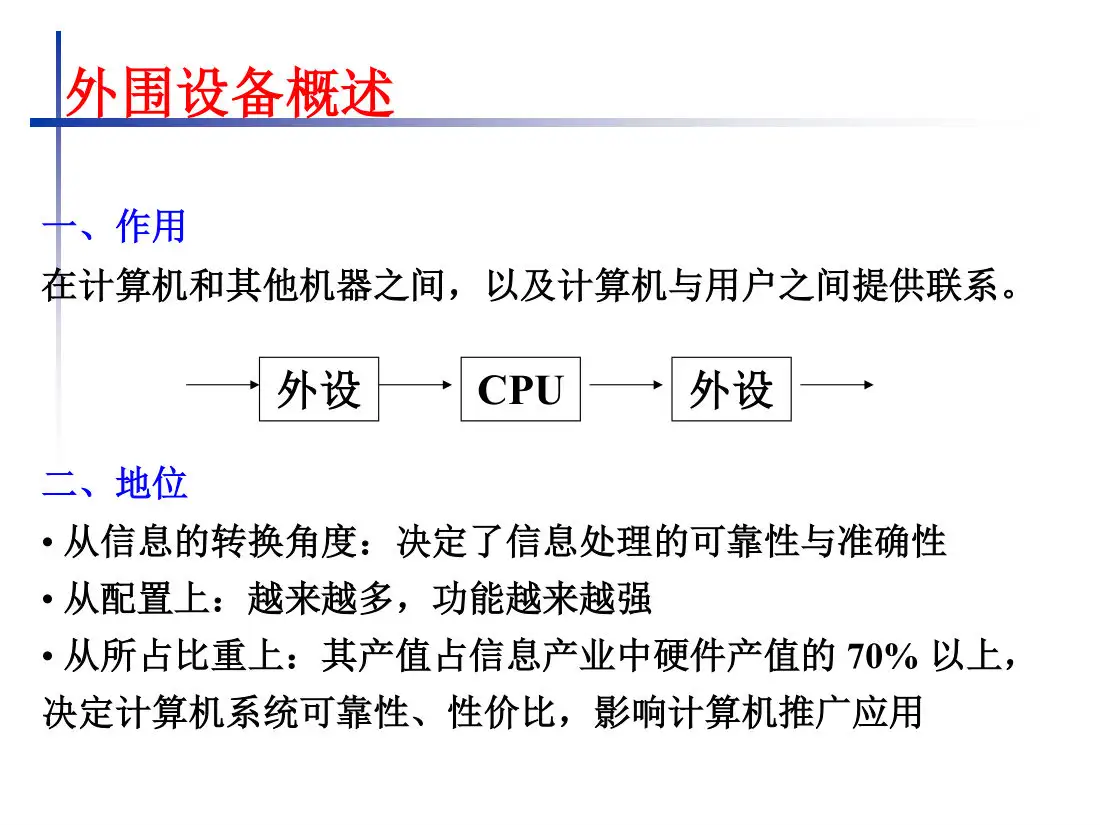 外围设备概述
一、作用
在计算机和其他机器之间，以及计算机与用户之间提供联系。
外设 CPU 外设
二、地位
• 从信息的转换角度：决定了信息处理的可靠性与准确性
• 从配置上：越来越多，功能越来越强
• 从所占比重上：其产值占信息产业中硬件产值的 70% 以上，
决定计算机系统可靠性、性价比，影响计算机推广应用